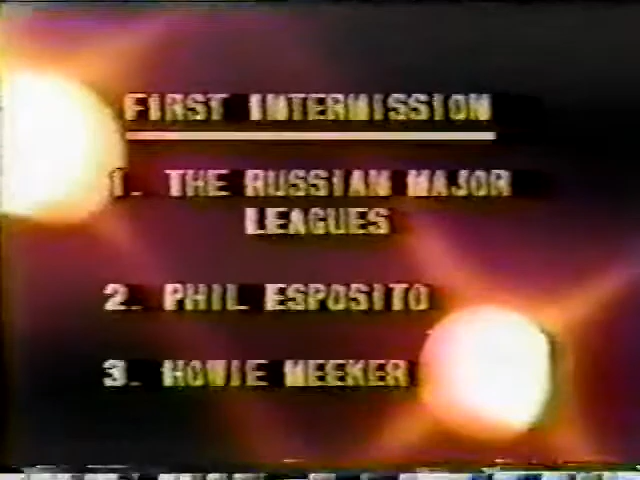 FIRST INTERMISSION
1. THE RUSSIAN MAJOR
LEAGUES
2. PHIL ESPOSITO
3. HOWIE MEEKER